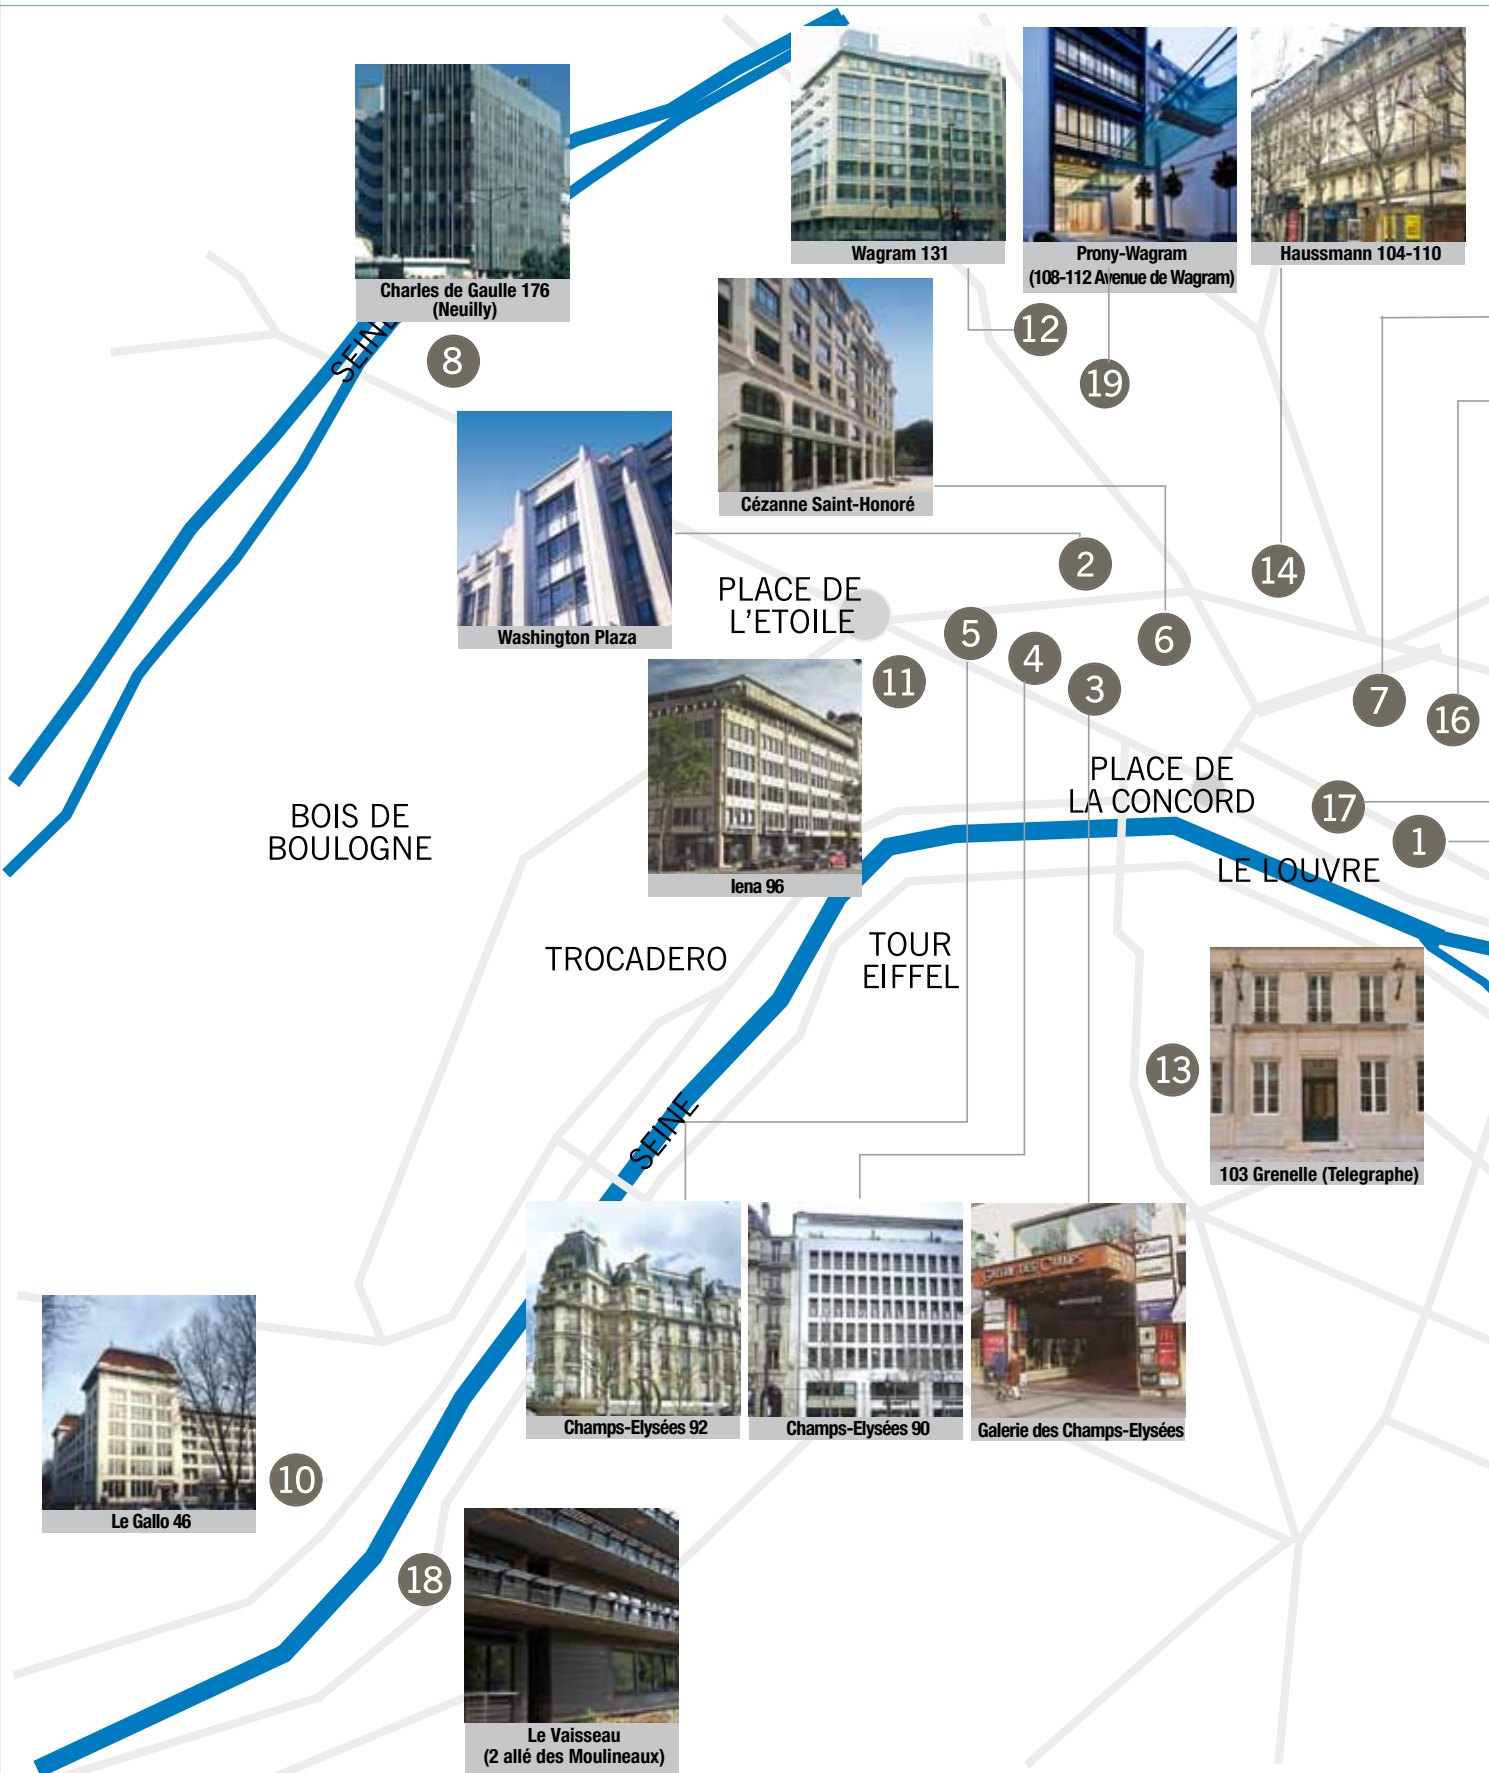 Wagram 131
Prony-Wagram
(108-112 Avenue de Wagram)
Haussmann 104-110
Charles de Gaulle 176
(Neuilly)
SEINE
8
12
19
Cézanne Saint-Honoré
Washington Plaza
2
14
PLACE DE
L'ETOILE
5
4
6
11
3
7
16
Iena 96
PLACE DE
LA CONCORD
17
1
BOIS DE
BOULOGNE
LE LOUVRE
TROCADERO
TOUR
EIFFEL
13
103 Grenelle (Telegraphe)
SEINE
GALERIE DES CHAMPS
Champs-Elysées 92
Champs-Elysées 90
Galerie des Champs-Elysées
10
Le Gallo 46
18
Le Vaisseau
(2 allé des Moulineaux)